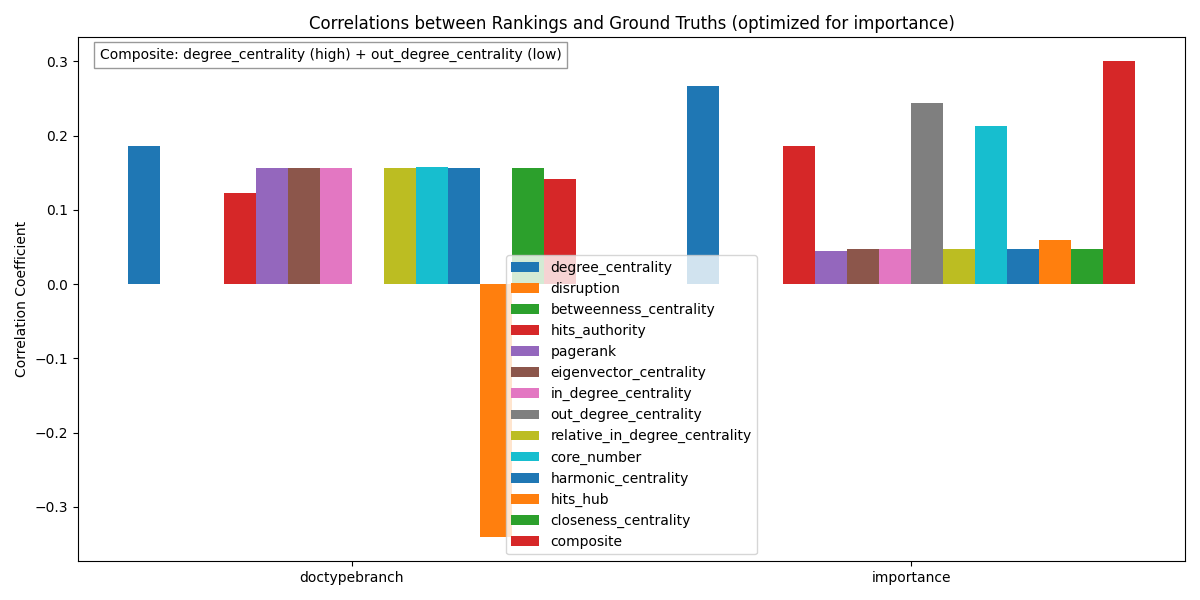 Correlations between Rankings and Ground Truths (optimized for importance)
Composite: degree_centrality (high) + out_degree_centrality (low)
Correlation Coefficient
0.3
0.2
0.1
0.0
−0.1
−0.2
−0.3
degree_centrality
disruption
betweenness_centrality
hits_authority
pagerank
eigenvector_centrality
in_degree_centrality
out_degree_centrality
relative_in_degree_centrality
core_number
harmonic_centrality
hits_hub
closeness_centrality
composite
doctypebranch
importance